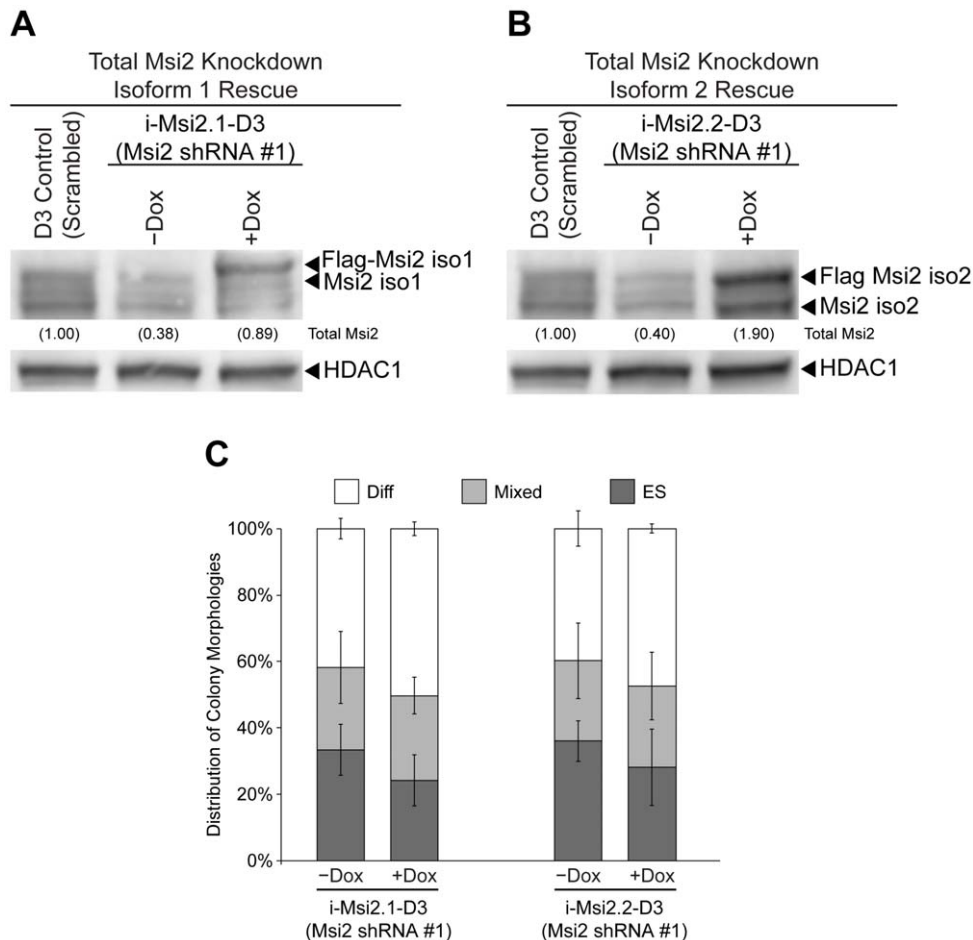 A
Total Msi2 Knockdown
Isoform 1 Rescue
D3 Control
(Scrambled)
i-Msi2.1-D3
(Msi2 shRNA #1)
−Dox
+Dox
Flag-Msi2 iso1
Msi2 iso1
(1.00) (0.38) (0.89) Total Msi2
HDAC1
B
Total Msi2 Knockdown
Isoform 2 Rescue
D3 Control
(Scrambled)
i-Msi2.2-D3
(Msi2 shRNA #1)
−Dox
+Dox
Flag Msi2 iso2
Msi2 iso2
(1.00) (0.40) (1.90) Total Msi2
HDAC1
C
Diff Mixed ES
Distribution of Colony Morphologies
100%
80%
60%
40%
20%
0%
−Dox +Dox −Dox +Dox
i-Msi2.1-D3 i-Msi2.2-D3
(Msi2 shRNA #1) (Msi2 shRNA #1)